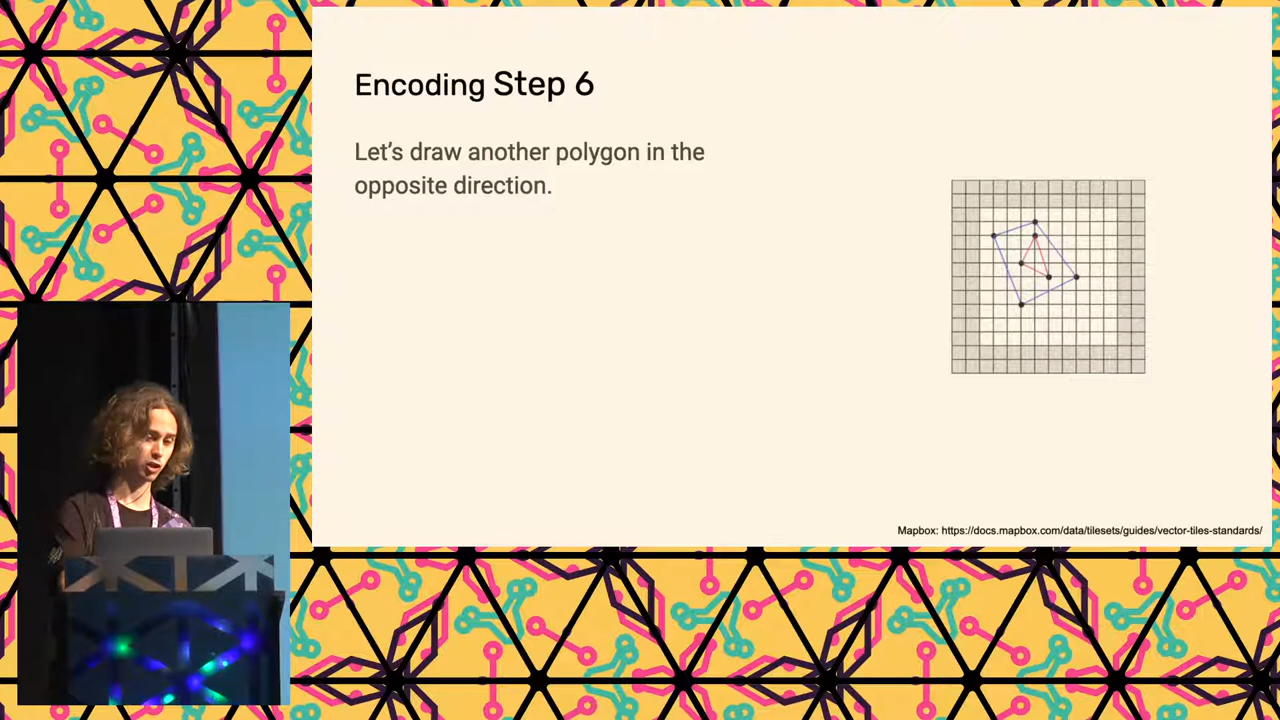 Encoding Step 6
Let's draw another polygon in the
opposite direction.
Mapbox: https://docs.mapbox.com/data/tilesets/guides/vector-tiles-standards/